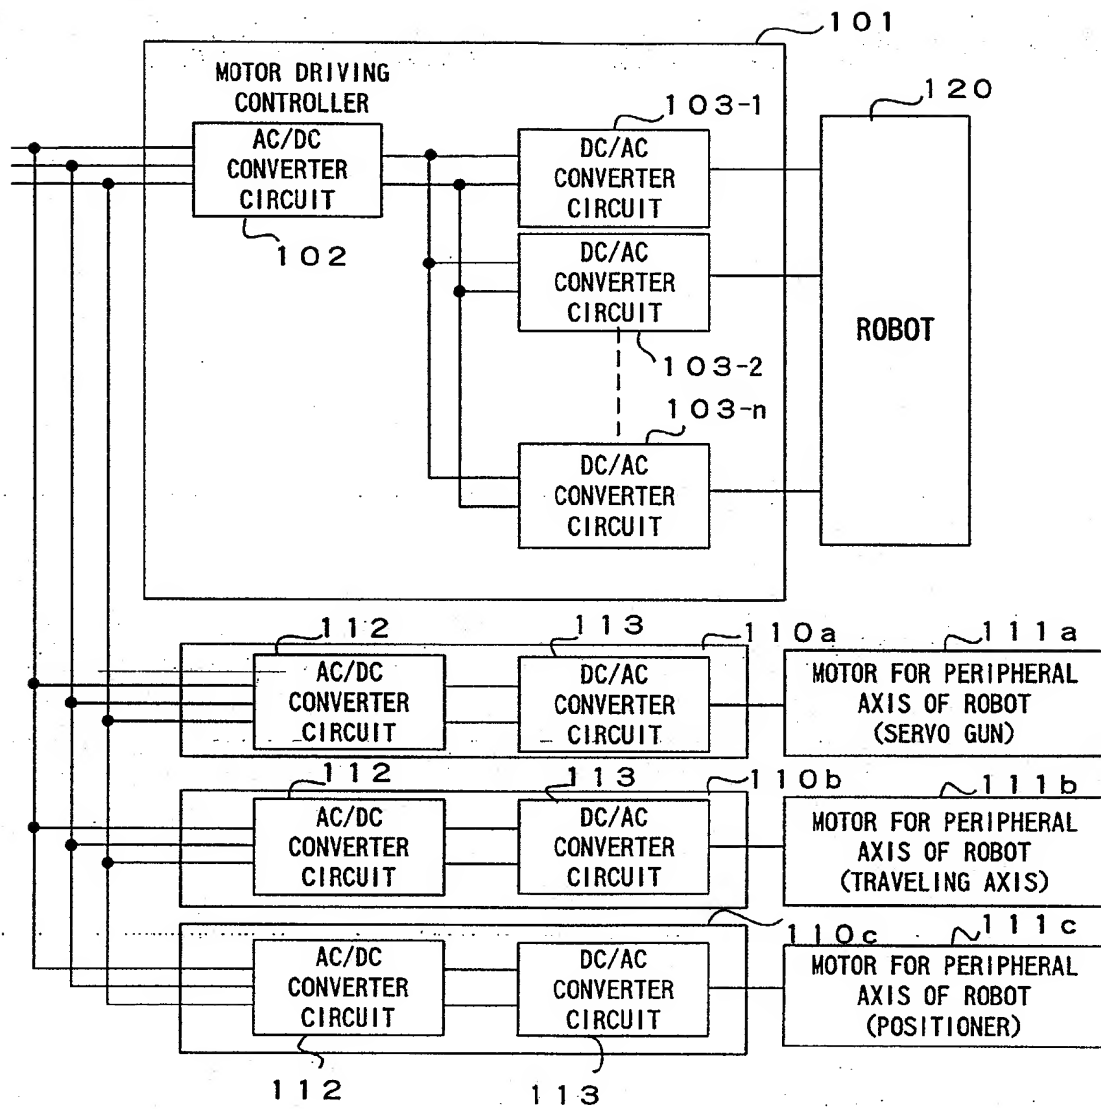 101
MOTOR DRIVING
CONTROLLER
103-1
120
AC/DC
CONVERTER
CIRCUIT
102
DC/AC
CONVERTER
CIRCUIT
DC/AC
CONVERTER
CIRCUIT
103-2
ROBOT
103-n
DC/AC
CONVERTER
CIRCUIT
112
113
110a
111a
AC/DC
CONVERTER
CIRCUIT
DC/AC
CONVERTER
CIRCUIT
MOTOR FOR PERIPHERAL
AXIS OF ROBOT
(SERVO GUN)
112
113
110b
111b
AC/DC
CONVERTER
CIRCUIT
DC/AC
CONVERTER
CIRCUIT
MOTOR FOR PERIPHERAL
AXIS OF ROBOT
(TRAVELING AXIS)
110c
111c
AC/DC
CONVERTER
CIRCUIT
DC/AC
CONVERTER
CIRCUIT
MOTOR FOR PERIPHERAL
AXIS OF ROBOT
(POSITIONER)
112
113